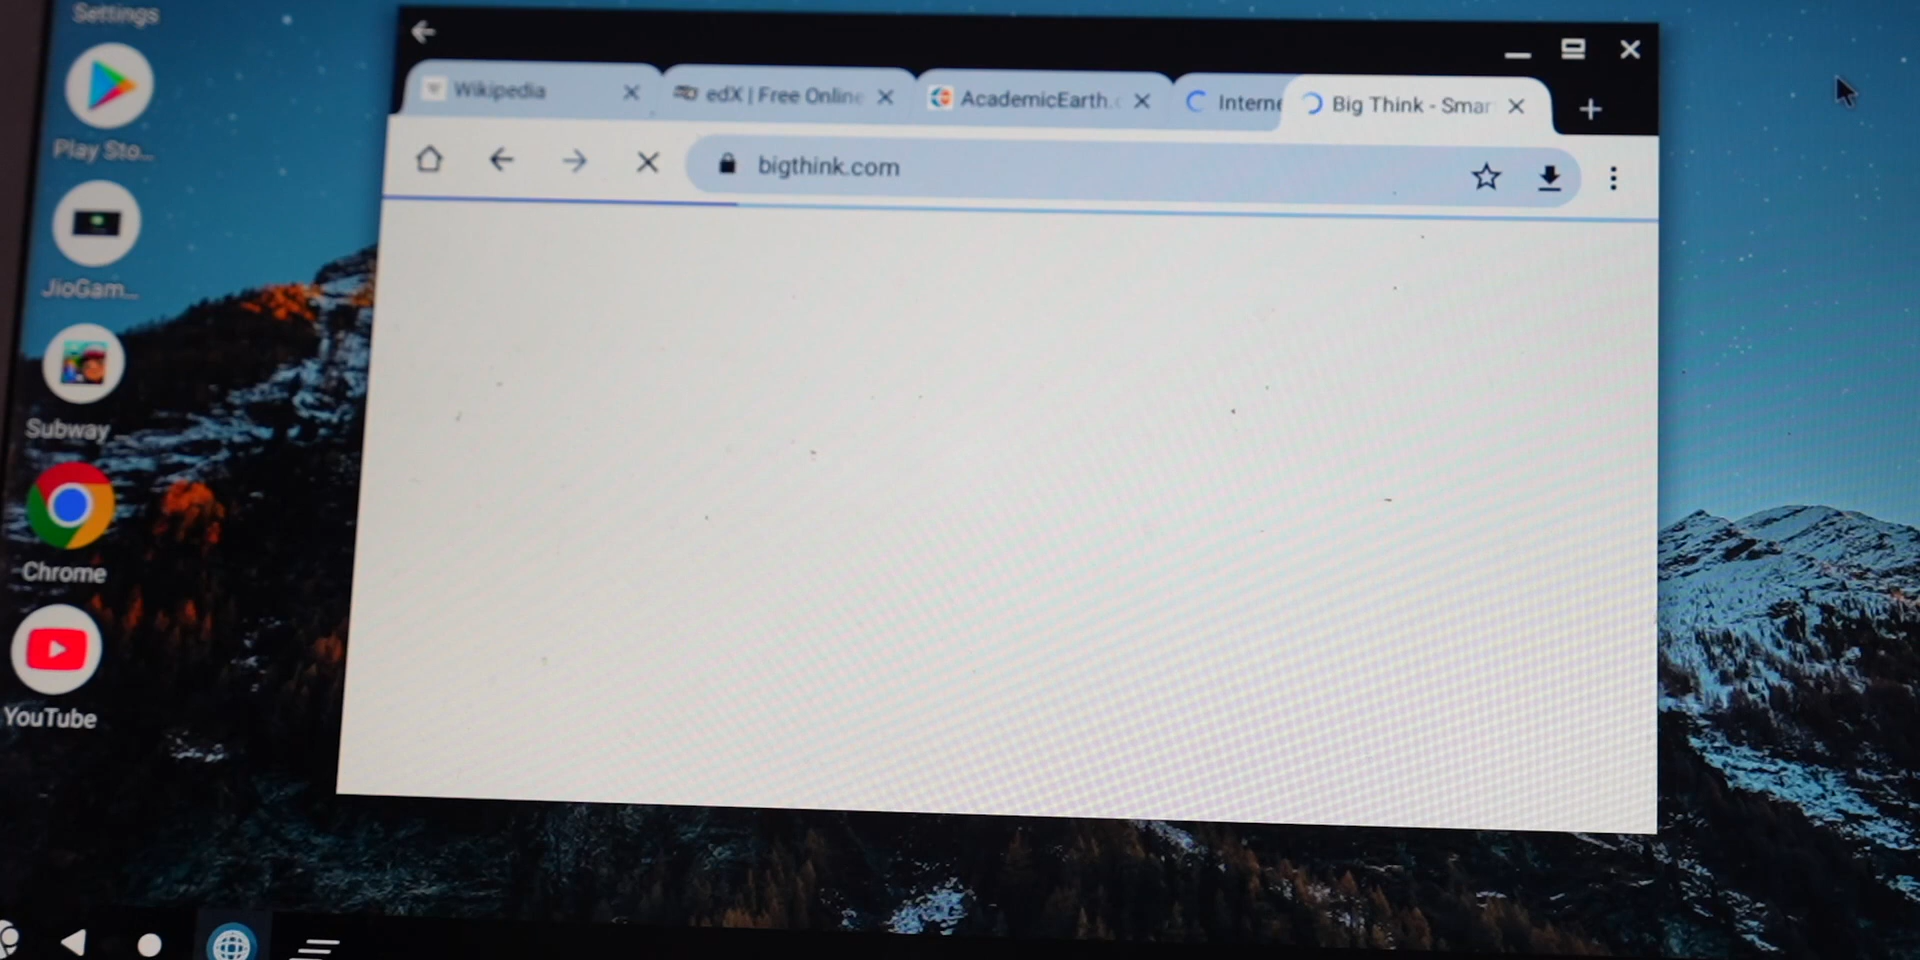 Settings
Play Sto...
JioGam...
Subway
Chrome
YouTube
Wikipedia
edX | Free Online
AcademicEarth.
Interne
Big Think - Smar
bigthink.com